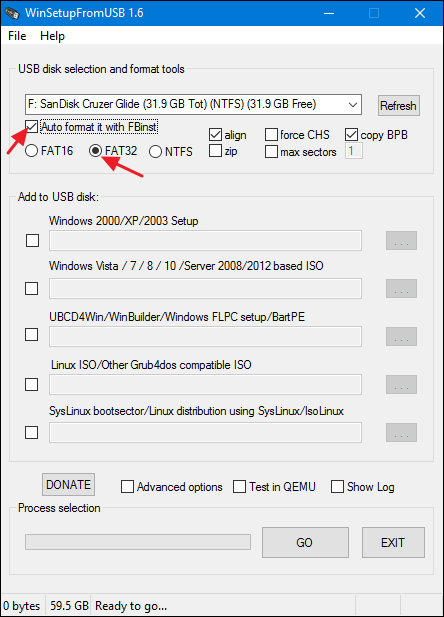 WinSetupFromUSB 1.6
File Help
USB disk selection and format tools
F: SanDisk Cruzer Glide (31.9 GB Tot) (NTFS) (31.9 GB Free)
Refresh
Auto format it with FBinst
align
force CHS
copy BPB
FAT16
FAT32
NTFS
zip
max sectors
1
Add to USB disk:
Windows 2000/XP/2003 Setup
...
Windows Vista / 7 / 8 / 10 /Server 2008/2012 based ISO
...
UBCD4Win/WinBuilder/Windows FLPC setup/BartPE
...
Linux ISO/Other Grub4dos compatible ISO
...
SysLinux bootsector/Linux distribution using SysLinux/IsoLinux
...
DONATE
Advanced options
Test in QEMU
Show Log
Process selection
GO
EXIT
0 bytes
59.5 GB
Ready to go...